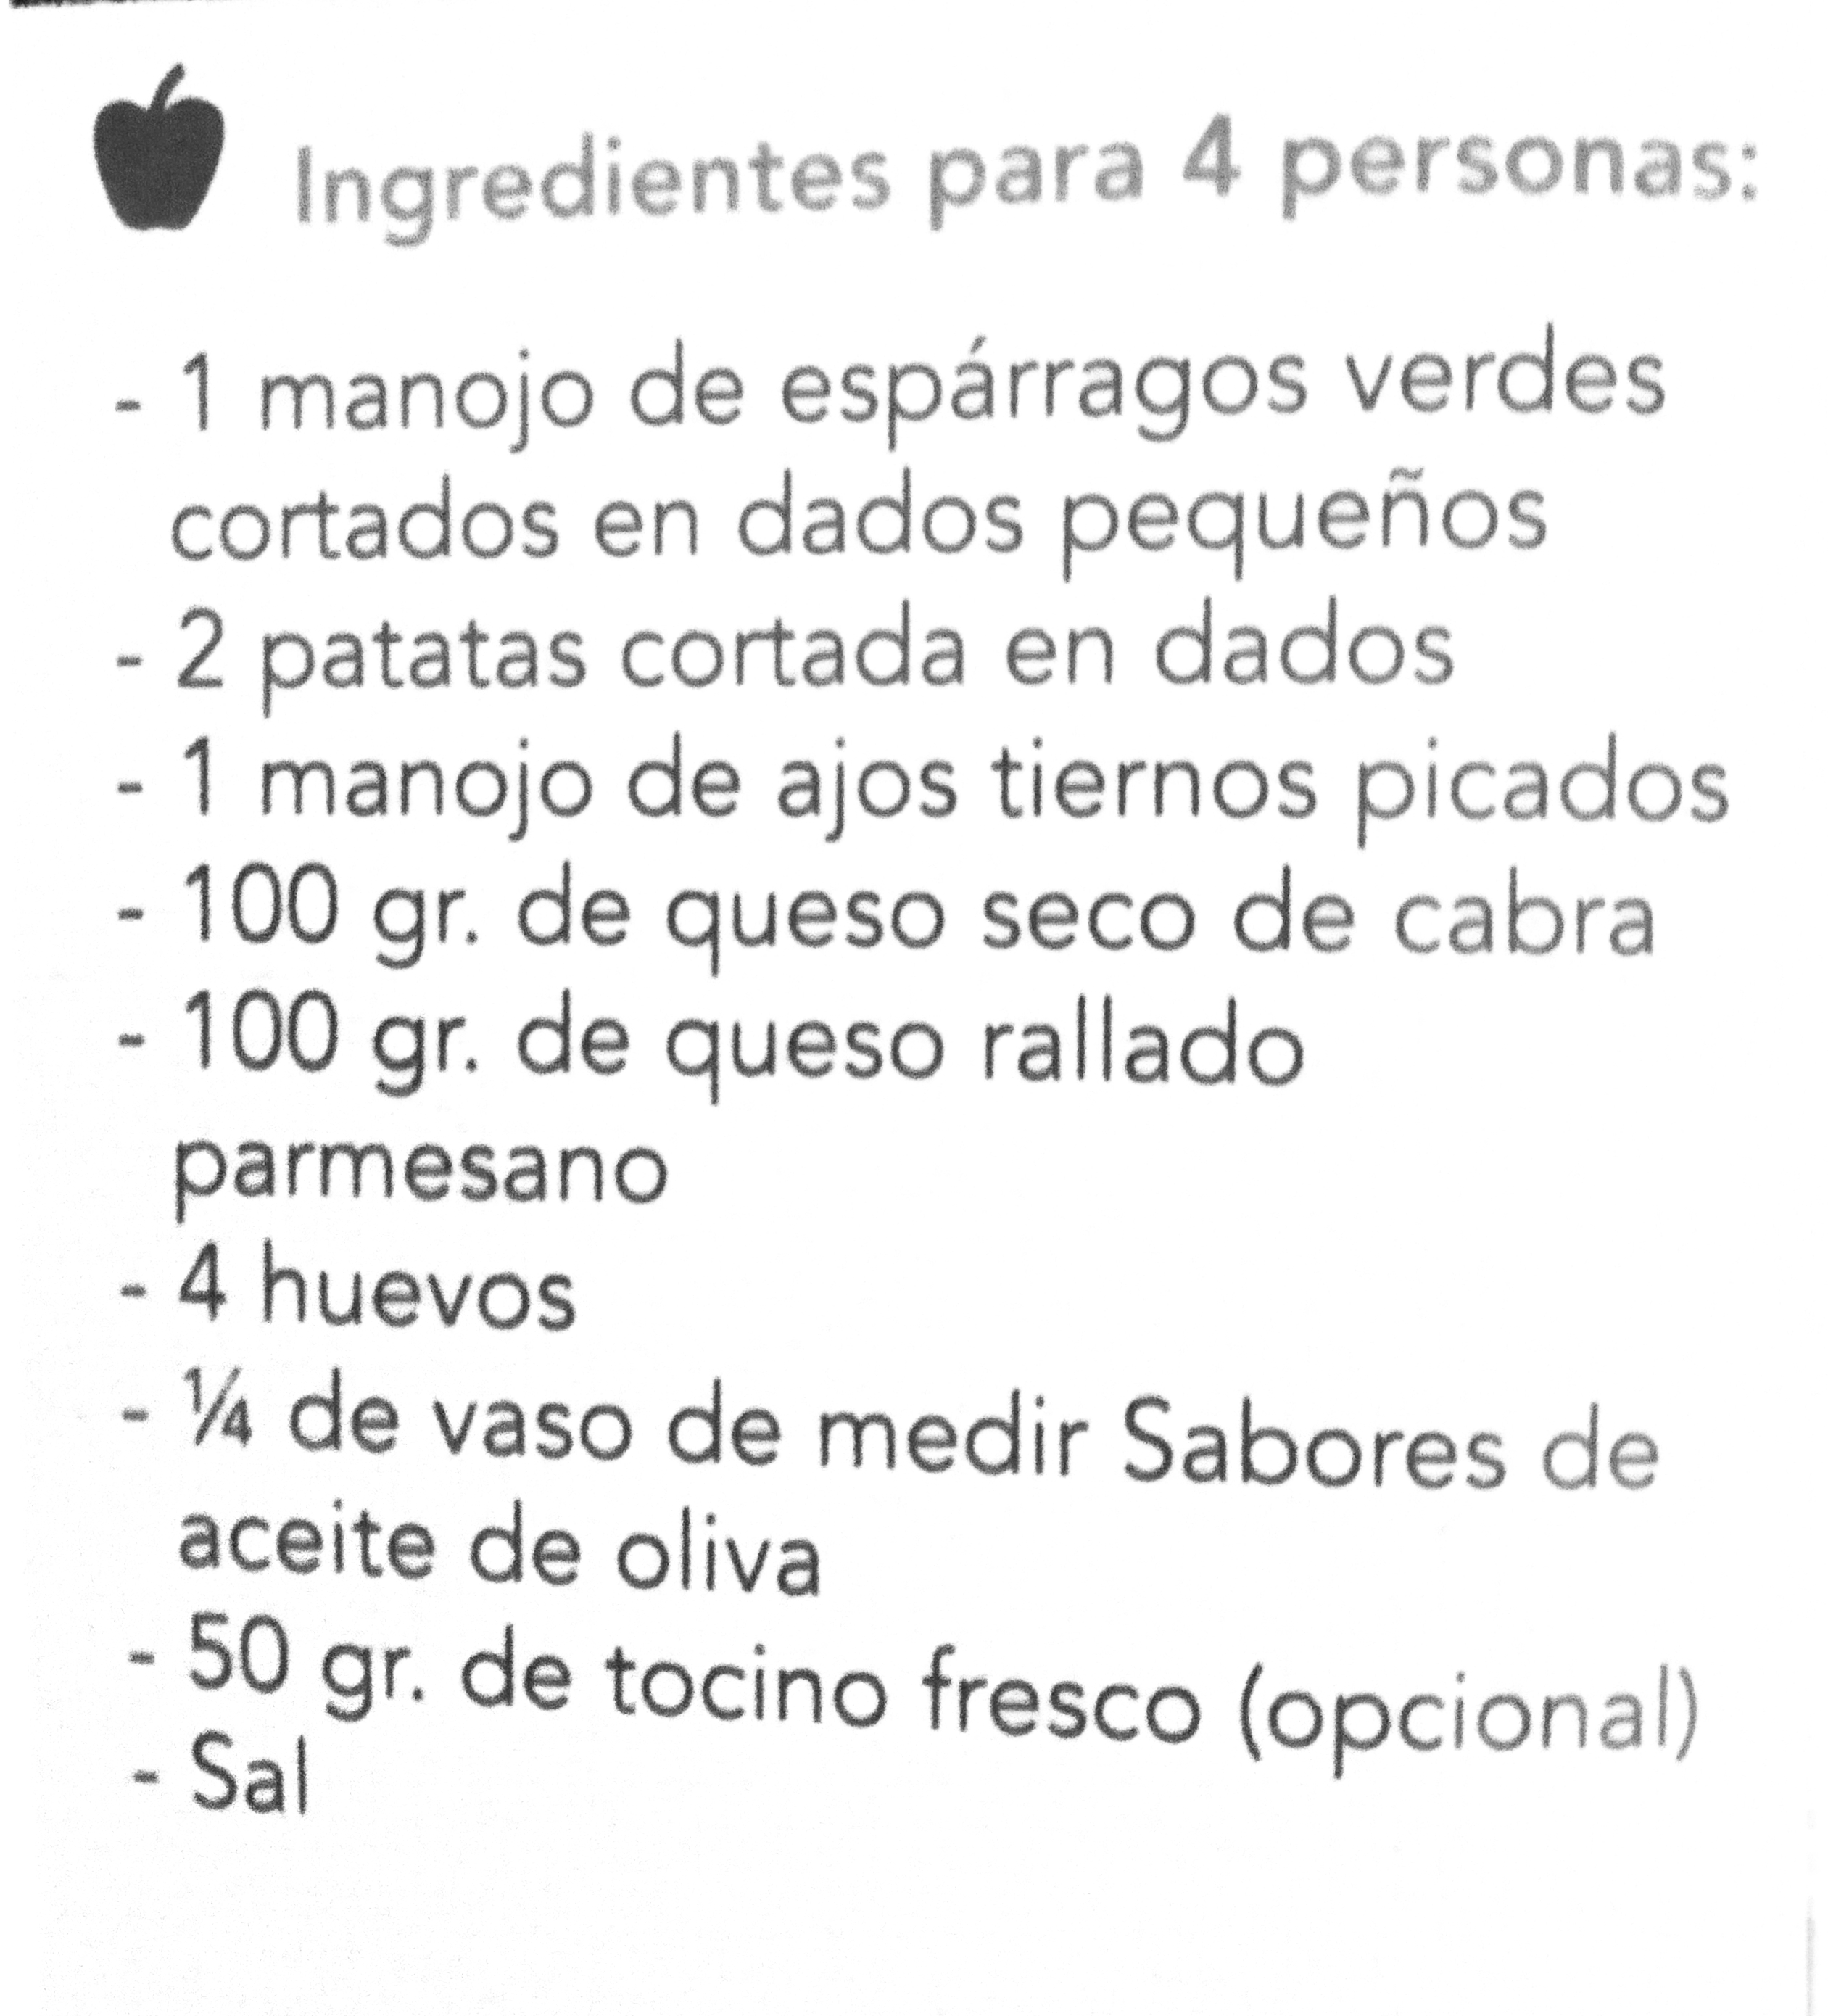 Ingredientes para 4 personas:
- 1 manojo de espárragos verdes
cortados en dados pequeños
- 2 patatas cortada en dados
- 1 manojo de ajos tiernos picados
- 100 gr. de queso seco de cabra
- 100 gr. de queso rallado
parmesano
- 4 huevos
- ¼ de vaso de medir Sabores de
aceite de oliva
- 50 gr. de tocino fresco (opcional)
- Sal